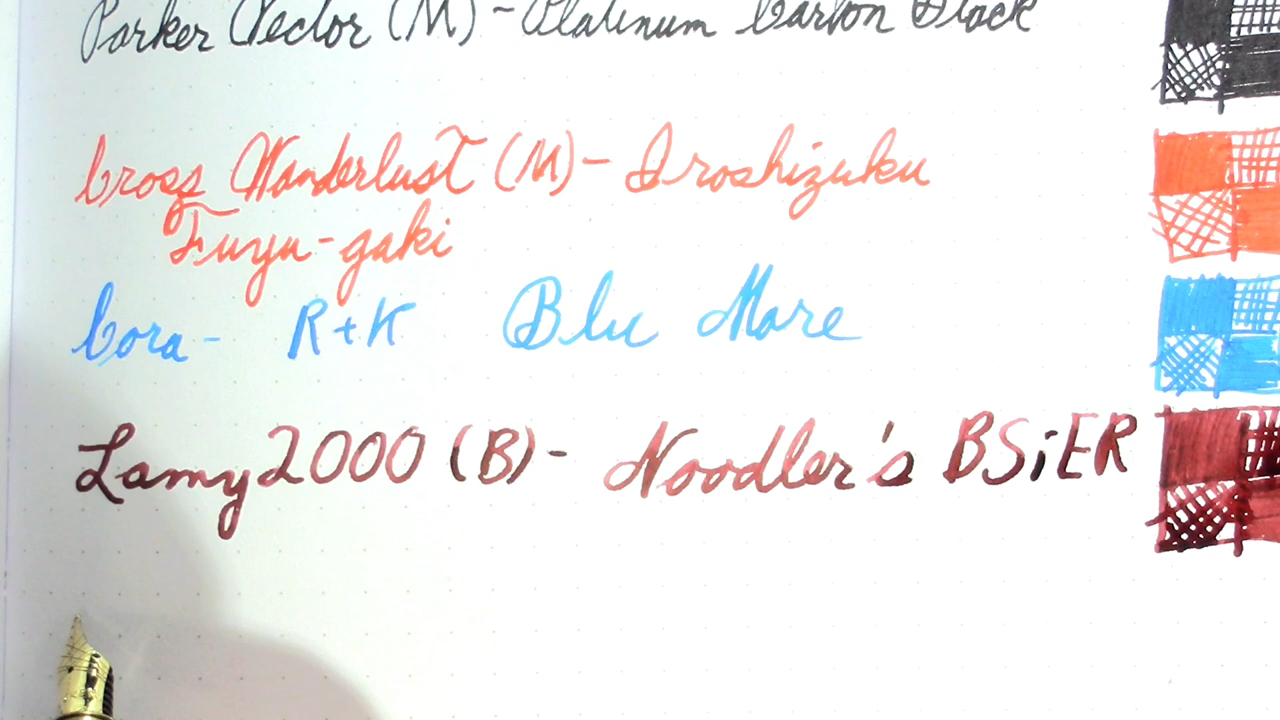 Parker Vector (M) - Platinum Carbon Black
Cross Wanderlust (M) - Iroshizuku
Fuyu-gaki
Cora - R+K Blu Mare
Lamy 2000 (B) - Noodler's BSiER